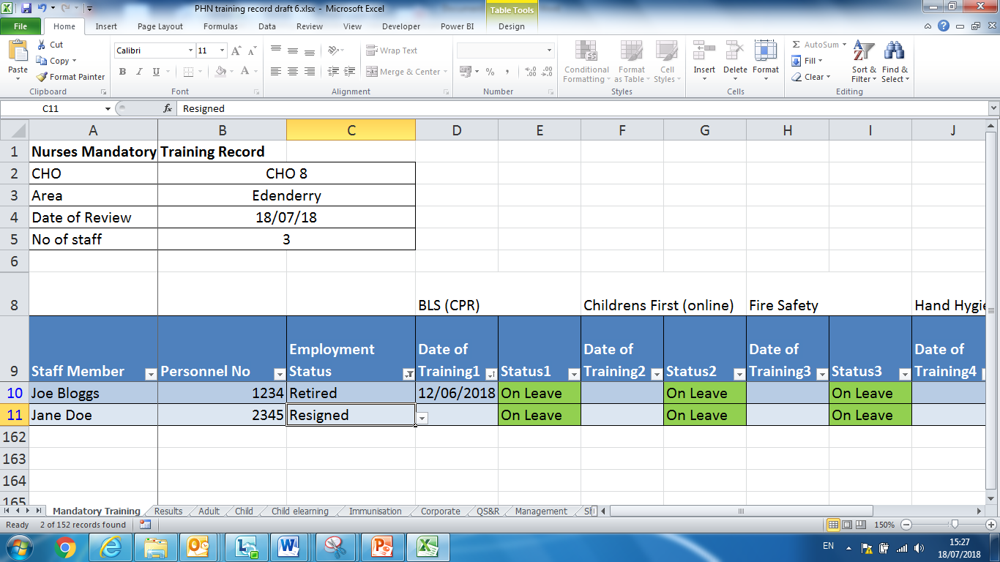 PHN training record draft 6.xlsx - Microsoft Excel
Table Tools
File Home Insert Page Layout Formulas Data Review View Developer Power BI Design
Paste
Cut
Copy
Format Painter
Clipboard
Calibri 11
B I U A
Font
Wrap Text
Merge & Center
Alignment
% ,
Number
Conditional Formatting
Format as Table
Cell Styles
Styles
Insert Delete Format
Cells
Σ AutoSum
Fill
Clear
Sort & Filter
Find & Select
Editing
C11 fx Resigned
A B C D E F G H I J
1 Nurses Mandatory Training Record
2 CHO CHO 8
3 Area Edenderry
4 Date of Review 18/07/18
5 No of staff 3
6
8 BLS (CPR) Childrens First (online) Fire Safety Hand Hygie
Employment Date of Date of Date of Date of
9 Staff Member Personnel No Status Training1 Status1 Training2 Status2 Training3 Status3 Training4
10 Joe Bloggs 1234 Retired 12/06/2018 On Leave On Leave On Leave
11 Jane Doe 2345 Resigned On Leave On Leave On Leave
162
163
164
165
Mandatory Training Results Adult Child Child elearning Immunisation Corporate QS&R Management
Ready 2 of 152 records found 150%
EN 15:27
18/07/2018